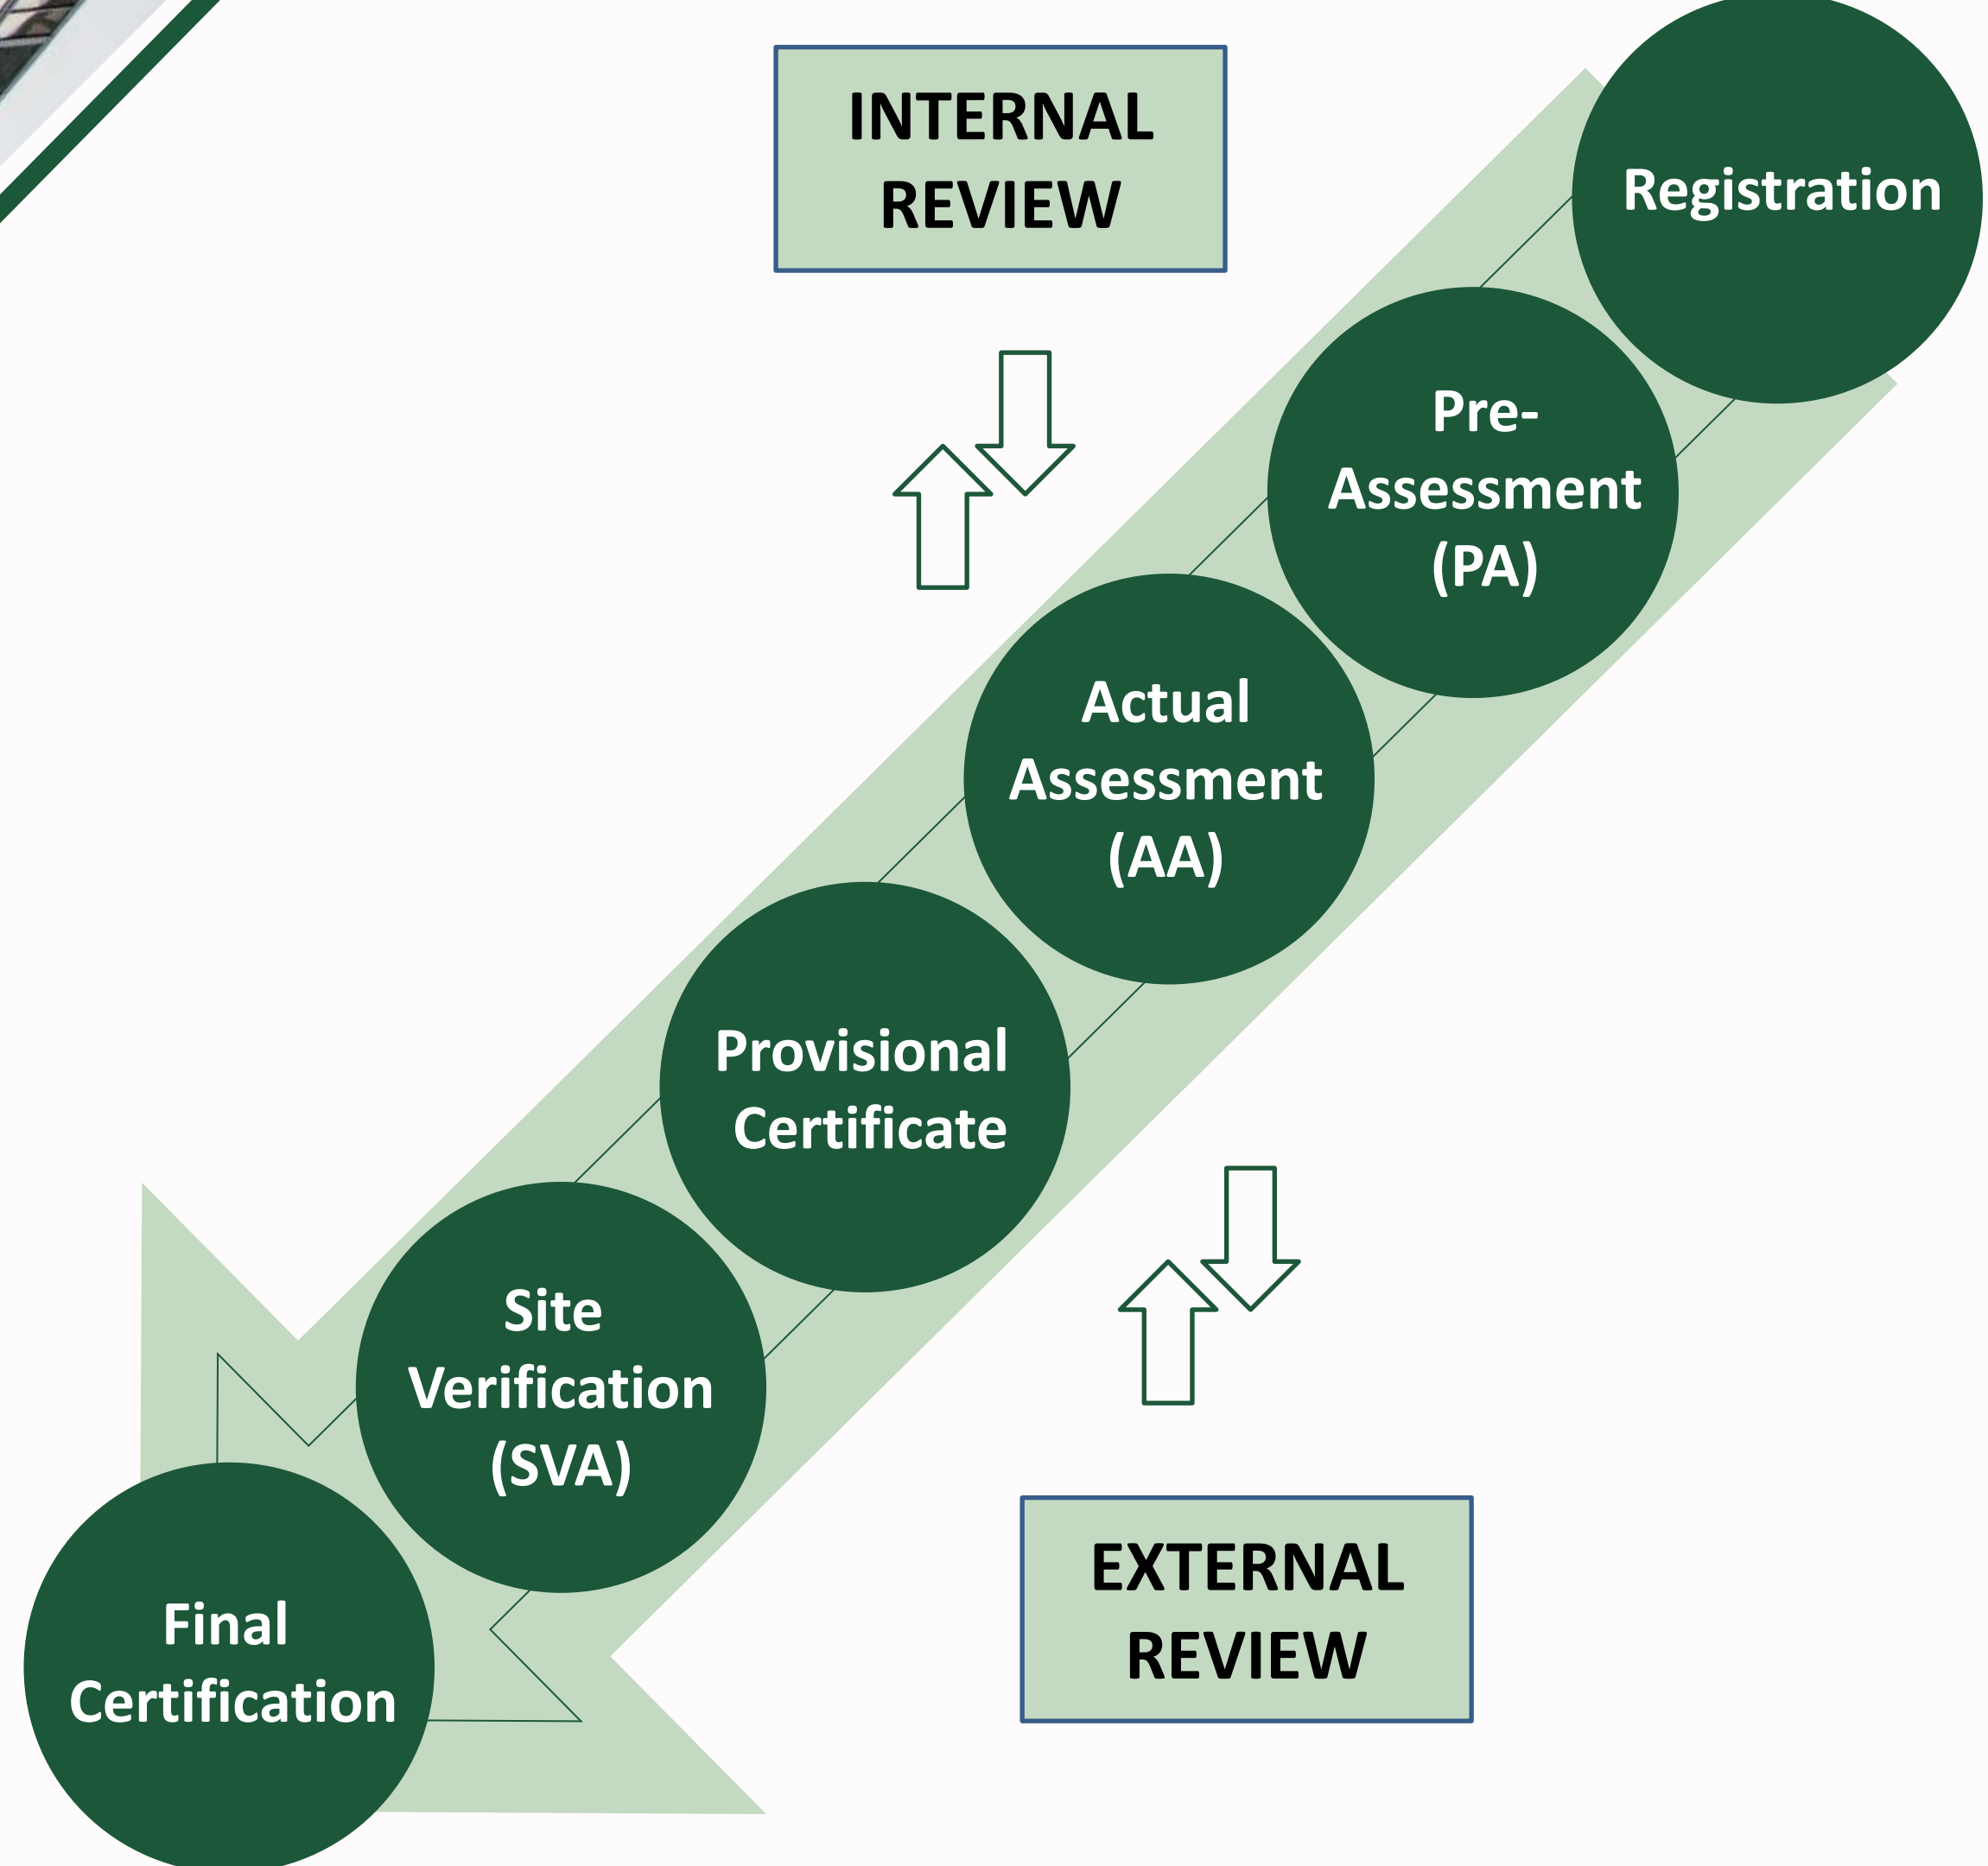 INTERNAL
REVIEW
Registration
Pre-
Assessment
(PA)
Actual
Assessment
(AA)
Provisional
Certificate
Site
Verification
(SVA)
Final
Certification
EXTERNAL
REVIEW